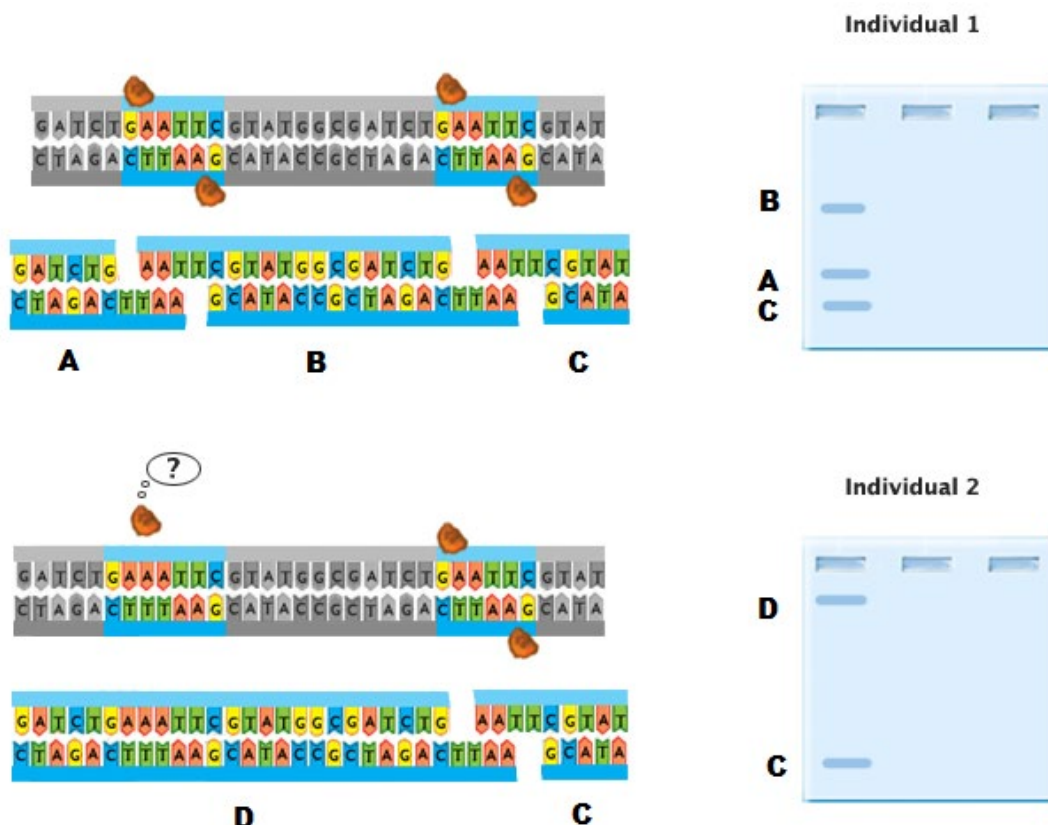 Individual 1
GATCTGAATTCGTATGGCGATCTGAATTCGTAT
CTAGACTTAAGCATACCGCTAGACTTAAGCATA
GATCTG AATTCGTATGGCGATCTG AATTCGTAT
CTAGACTTAA GCATACCGCTAGACTTAA GCATA
A B C
B
A
C
?
Individual 2
GATCTGAAATTCGTATGGCGATCTGAATTCGTAT
CTAGACTTTAAGCATACCGCTAGACTTAAGCATA
GATCTGAAATTCGTATGGCGATCTG AATTCGTAT
CTAGACTTTAAGCATACCGCTAGACTTAA GCATA
D C
D
C